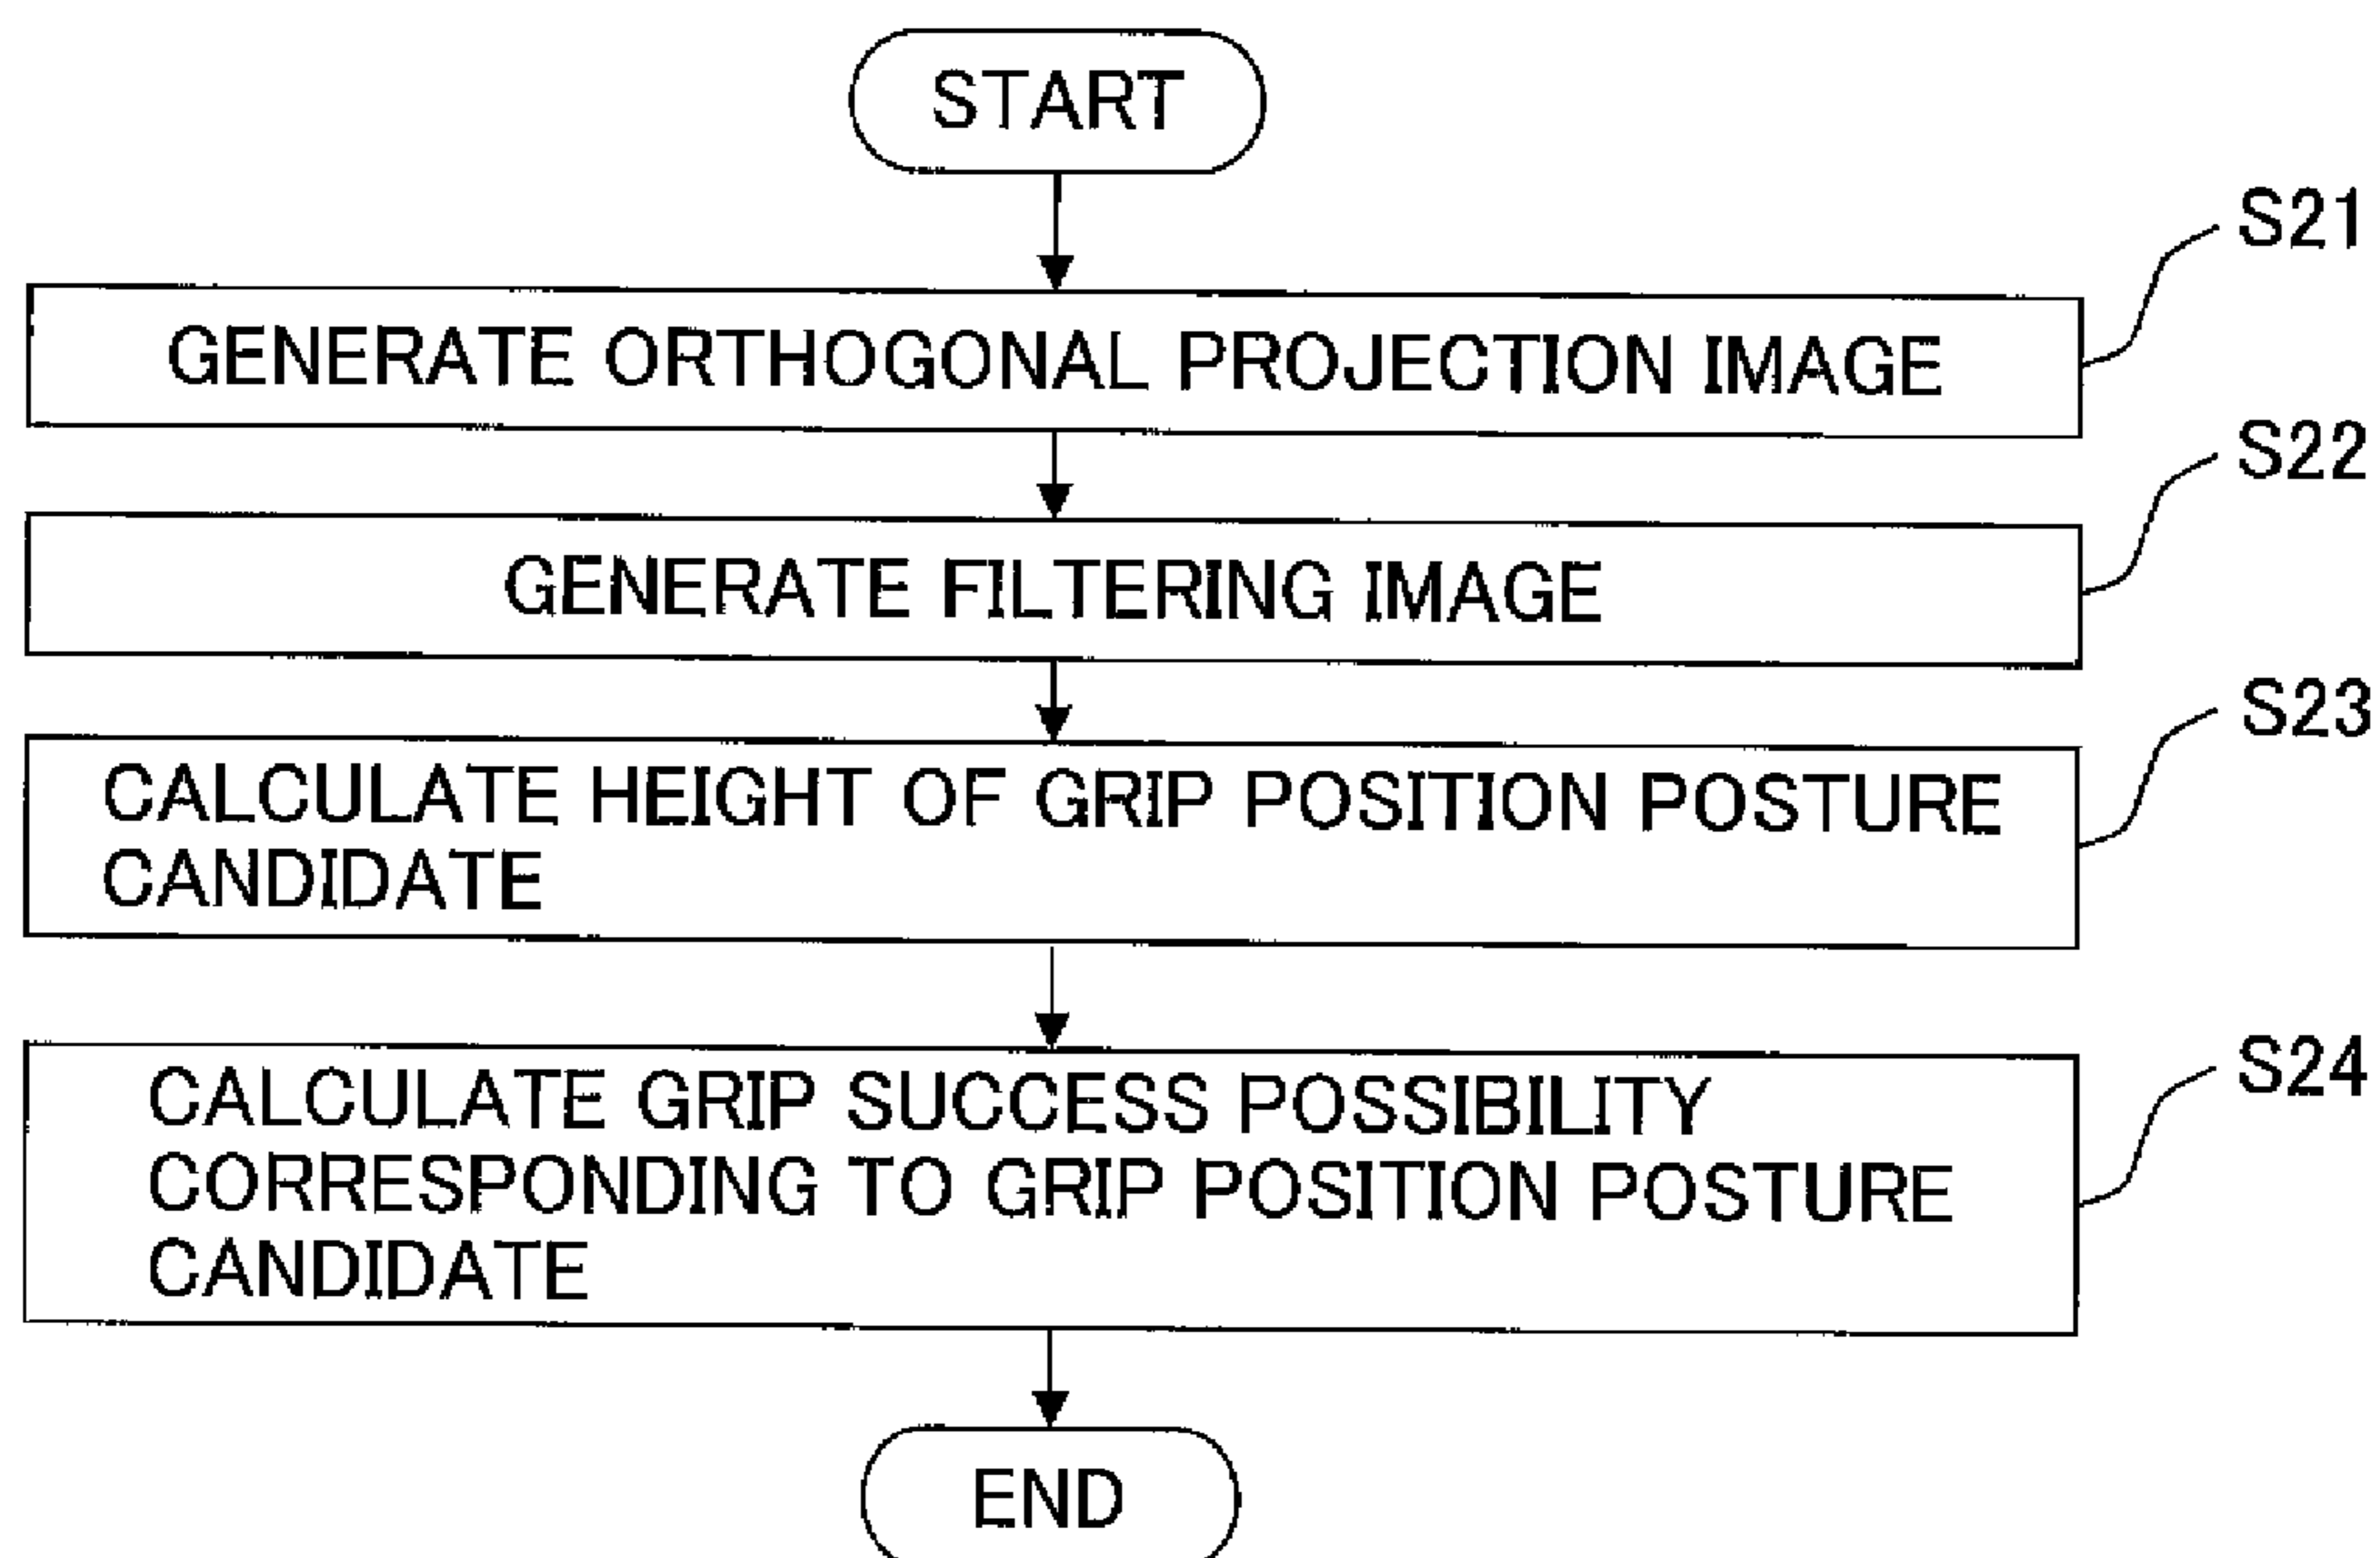 START
S21
GENERATE ORTHOGONAL PROJECTION IMAGE
S22
GENERATE FILTERING IMAGE
S23
CALCULATE HEIGHT OF GRIP POSITION POSTURE
CANDIDATE
S24
CALCULATE GRIP SUCCESS POSSIBILITY
CORRESPONDING TO GRIP POSITION POSTURE
CANDIDATE
END